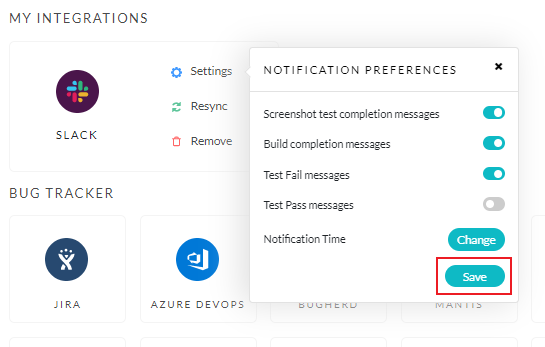 MY INTEGRATIONS
Settings
Resync
Remove
SLACK
NOTIFICATION PREFERENCES
Screenshot test completion messages
Build completion messages
Test Fail messages
Test Pass messages
Notification Time
Change
Save
BUG TRACKER
JIRA
AZURE DEVOPS
BUGHERD
MANTIS